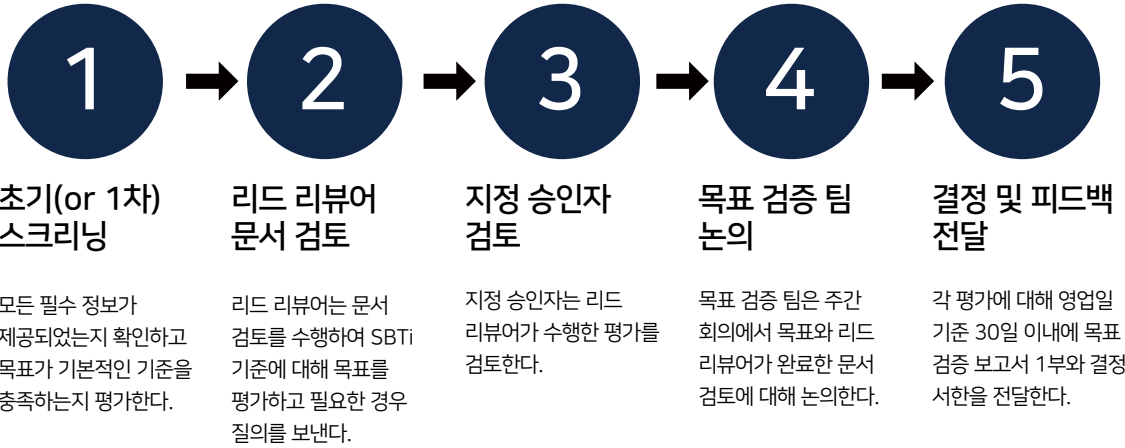 1
2
3
4
5
초기(or 1차)
스크리닝
모든 필수 정보가
제공되었는지 확인하고
목표가 기본적인 기준을
충족하는지 평가한다.
리드 리뷰어
문서 검토
리드 리뷰어는 문서
검토를 수행하여 SBTi
기준에 대해 목표를
평가하고 필요한 경우
질의를 보낸다.
지정 승인자
검토
지정 승인자는 리드
리뷰어가 수행한 평가를
검토한다.
목표 검증 팀
논의
목표 검증 팀은 주간
회의에서 목표와 리드
리뷰어가 완료한 문서
검토에 대해 논의한다.
결정 및 피드백
전달
각 평가에 대해 영업일
기준 30일 이내에 목표
검증 보고서 1부와 결정
서한을 전달한다.